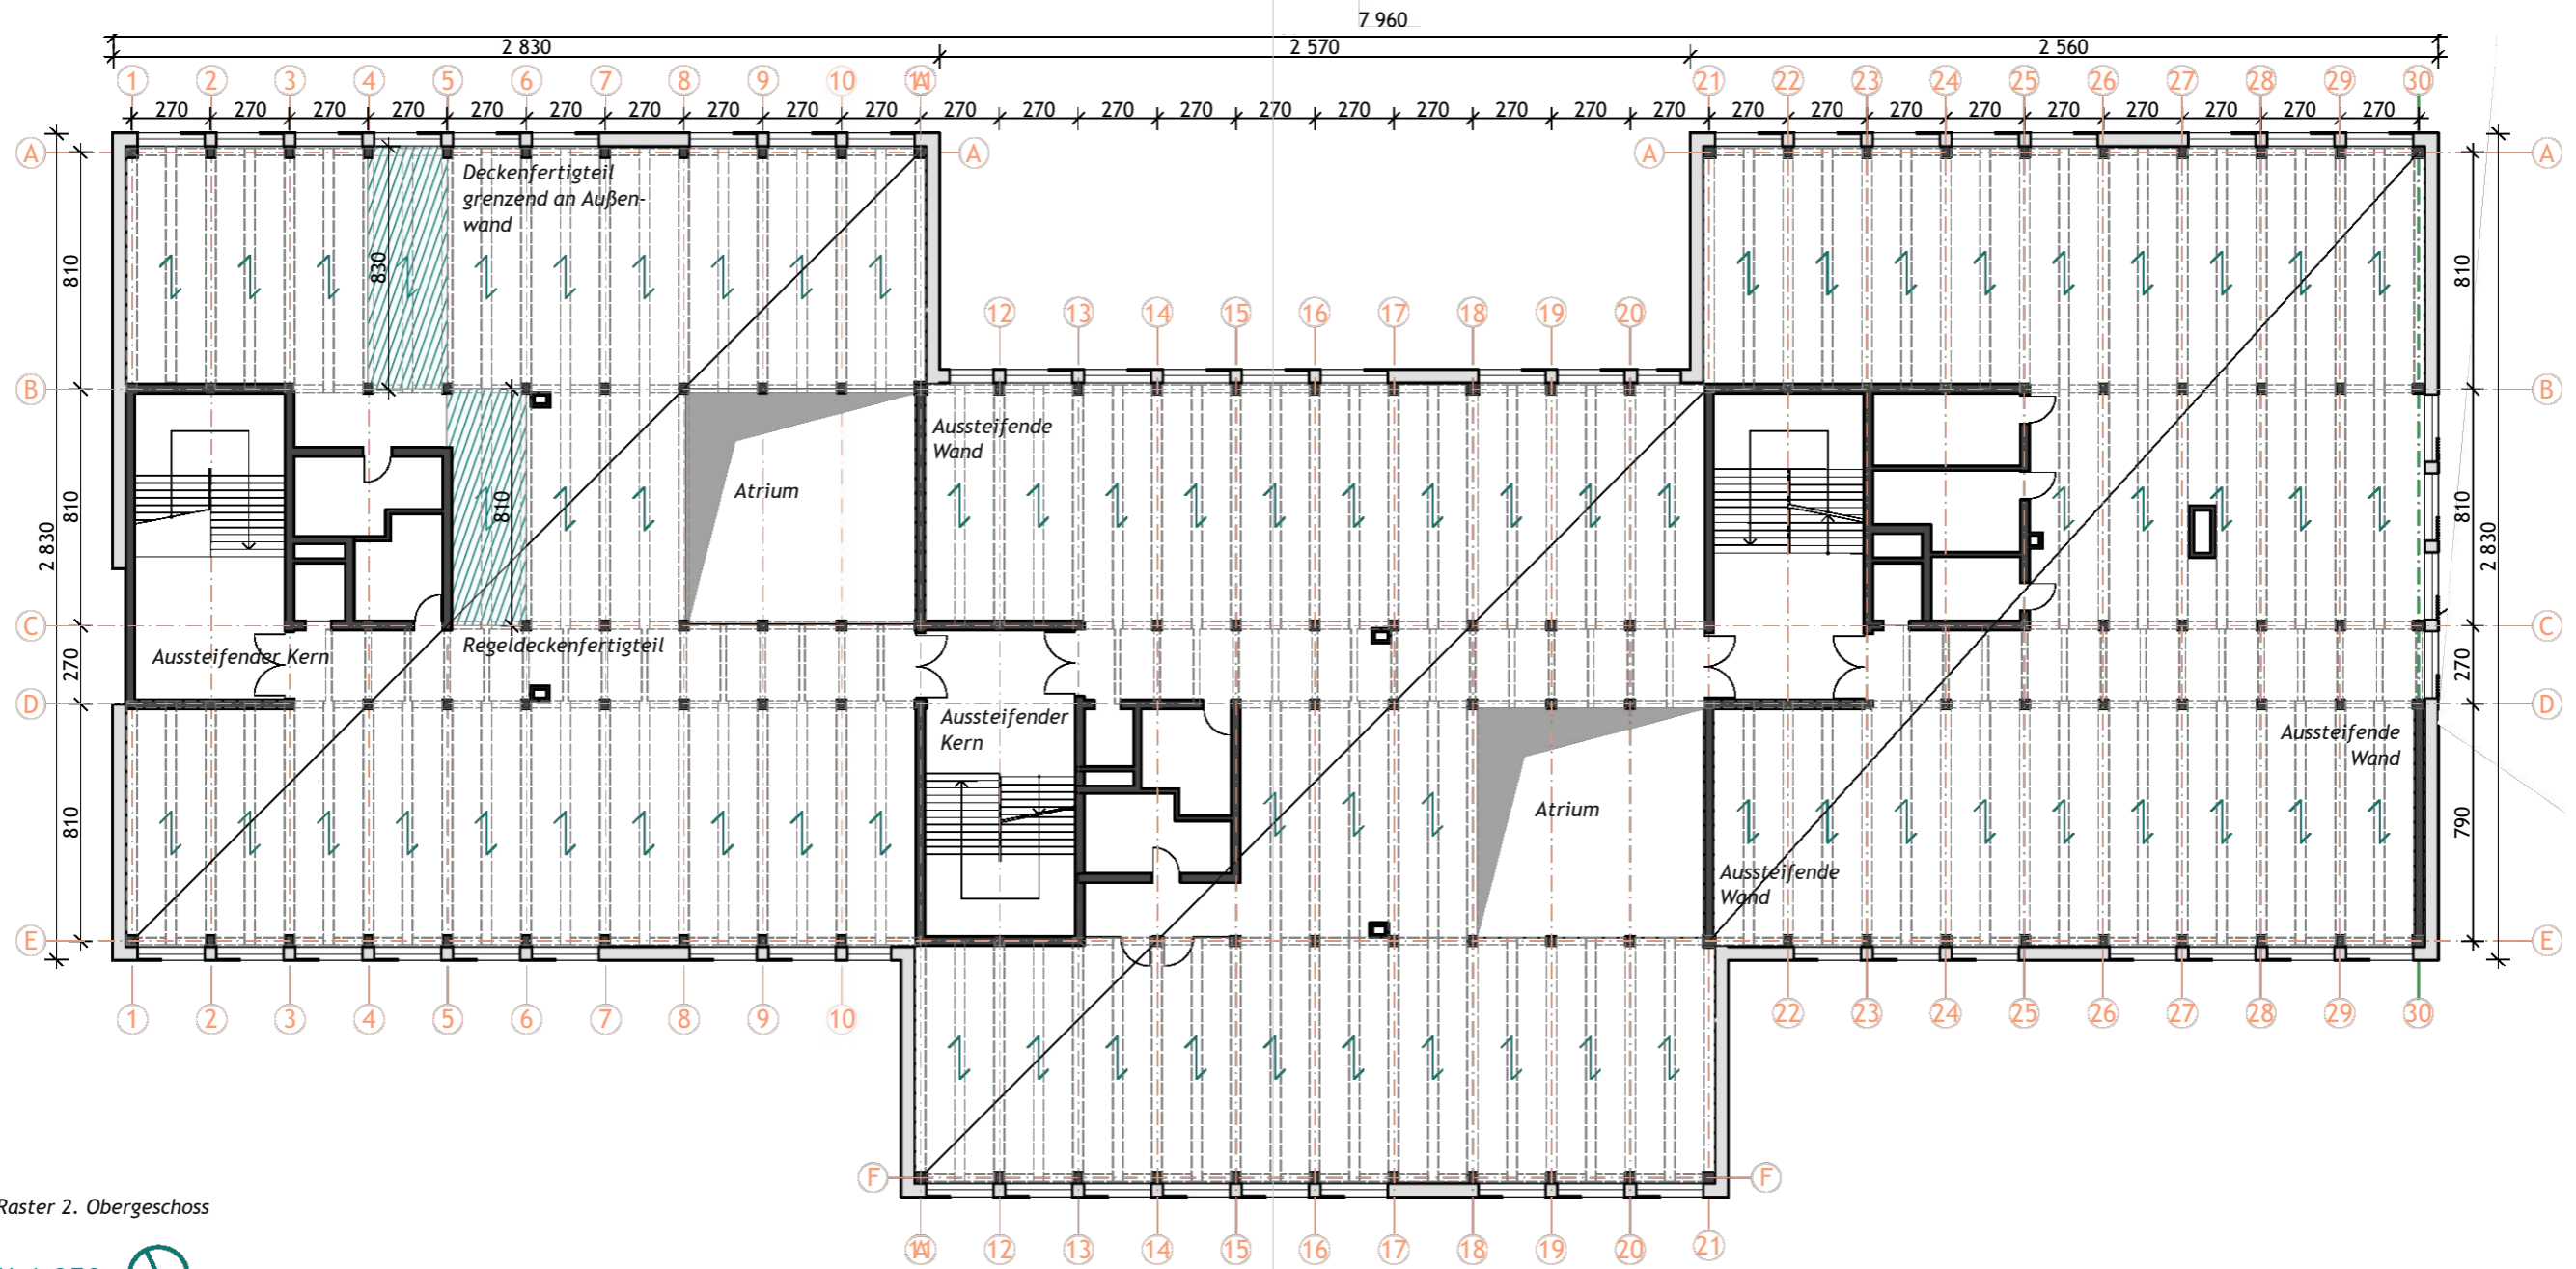 7 960
2 830 2 570 2 560
1 2 3 4 5 6 7 8 9 10 11 21 22 23 24 25 26 27 28 29 30
270 270 270 270 270 270 270 270 270 270 270 270 270 270 270 270 270 270 270 270 270 270 270 270 270 270 270 270 270
A A A A
Deckenfertigteil
grenzend an Außen-
wand
810 830 810
12 13 14 15 16 17 18 19 20
B B
Aussteifende
Wand
Atrium
810 810 810
2 830 2 830
C C
Regeldeckenfertigteil
Aussteifender Kern
270 270
D D
Aussteifender
Kern
Aussteifende
Wand
Atrium
810 790
Aussteifende
Wand
E E
1 2 3 4 5 6 7 8 9 10 22 23 24 25 26 27 28 29 30
F F
Raster 2. Obergeschoss
11 12 13 14 15 16 17 18 19 20 21